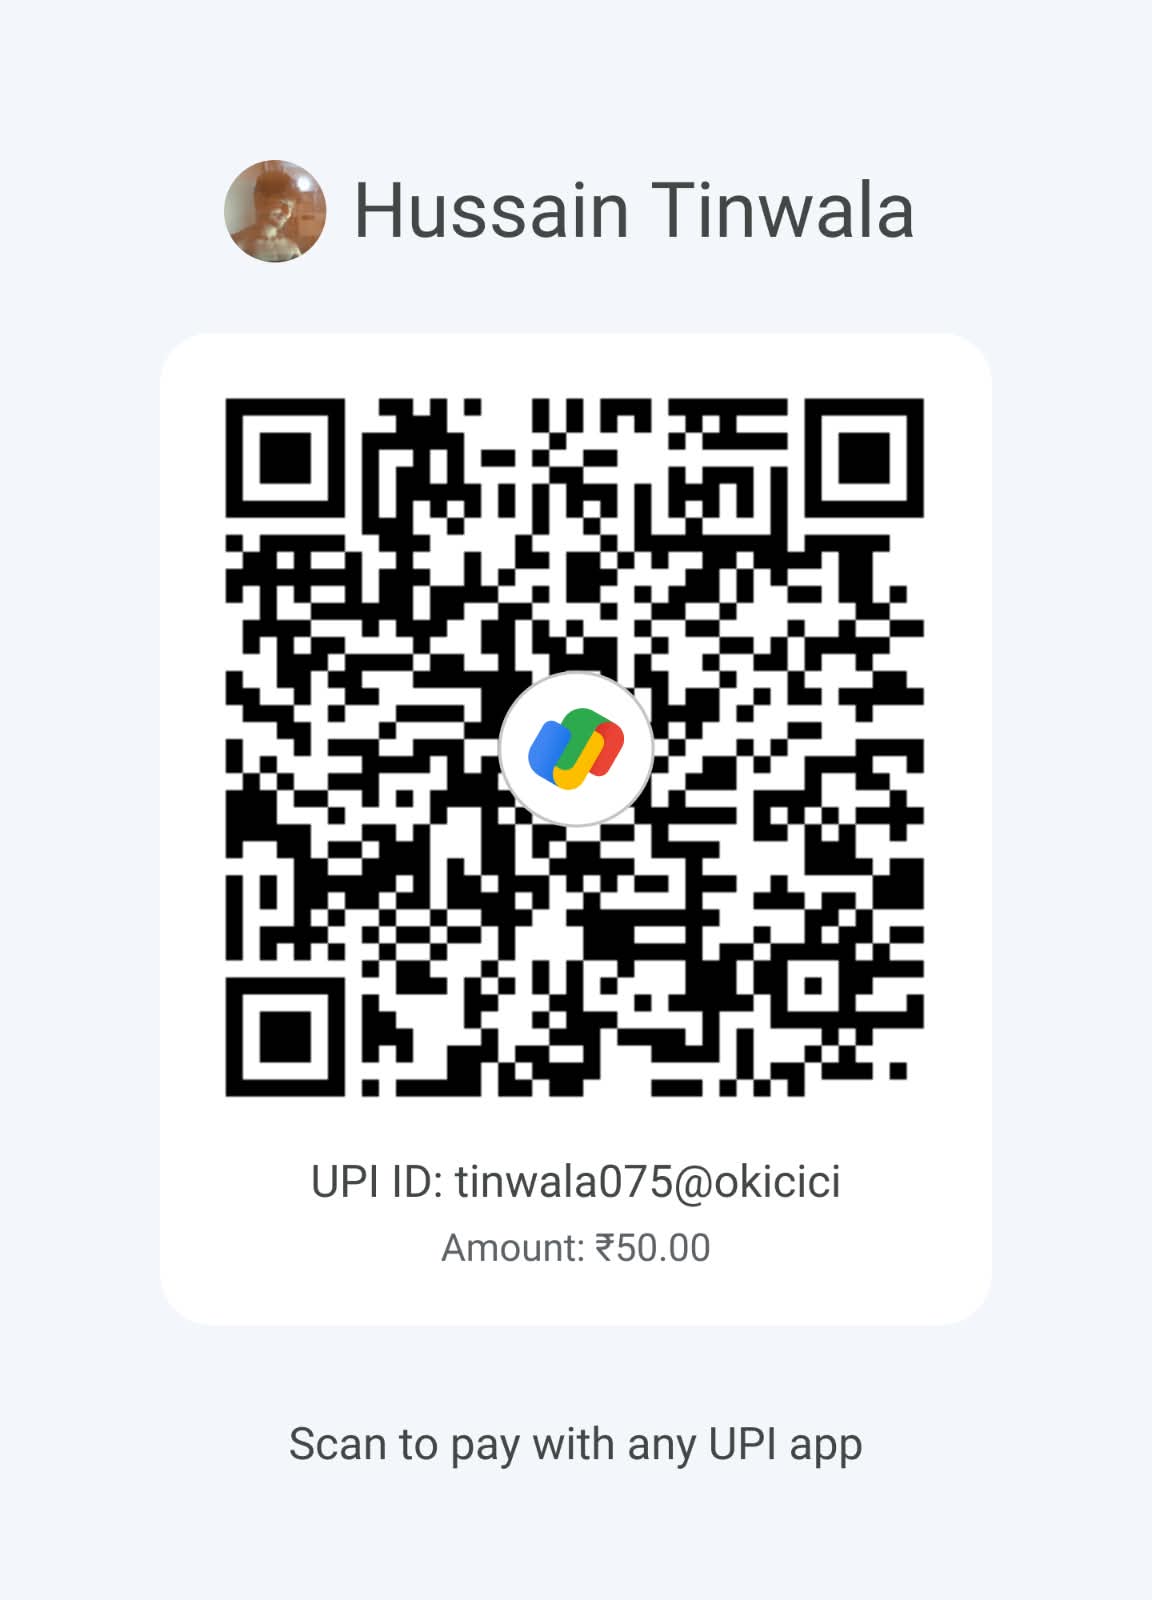 Hussain Tinwala
UPI ID: tinwala075@okicici
Amount: ₹50.00
Scan to pay with any UPI app